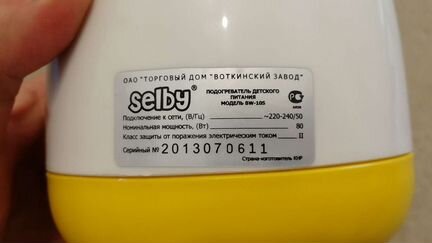 ОАО "ТОРГОВЫЙ ДОМ "ВОТКИНСКИЙ ЗАВОД"
selby®
ПОДОГРЕВАТЕЛЬ ДЕТСКОГО
ПИТАНИЯ
МОДЕЛЬ BW-10S
Подключение к сети, (В/Гц) ~220-240/50
Номинальная мощность, (Вт) 80
Класс защиты от поражения электрическим током II
Серийный № 2013070611
Страна-изготовитель КНР